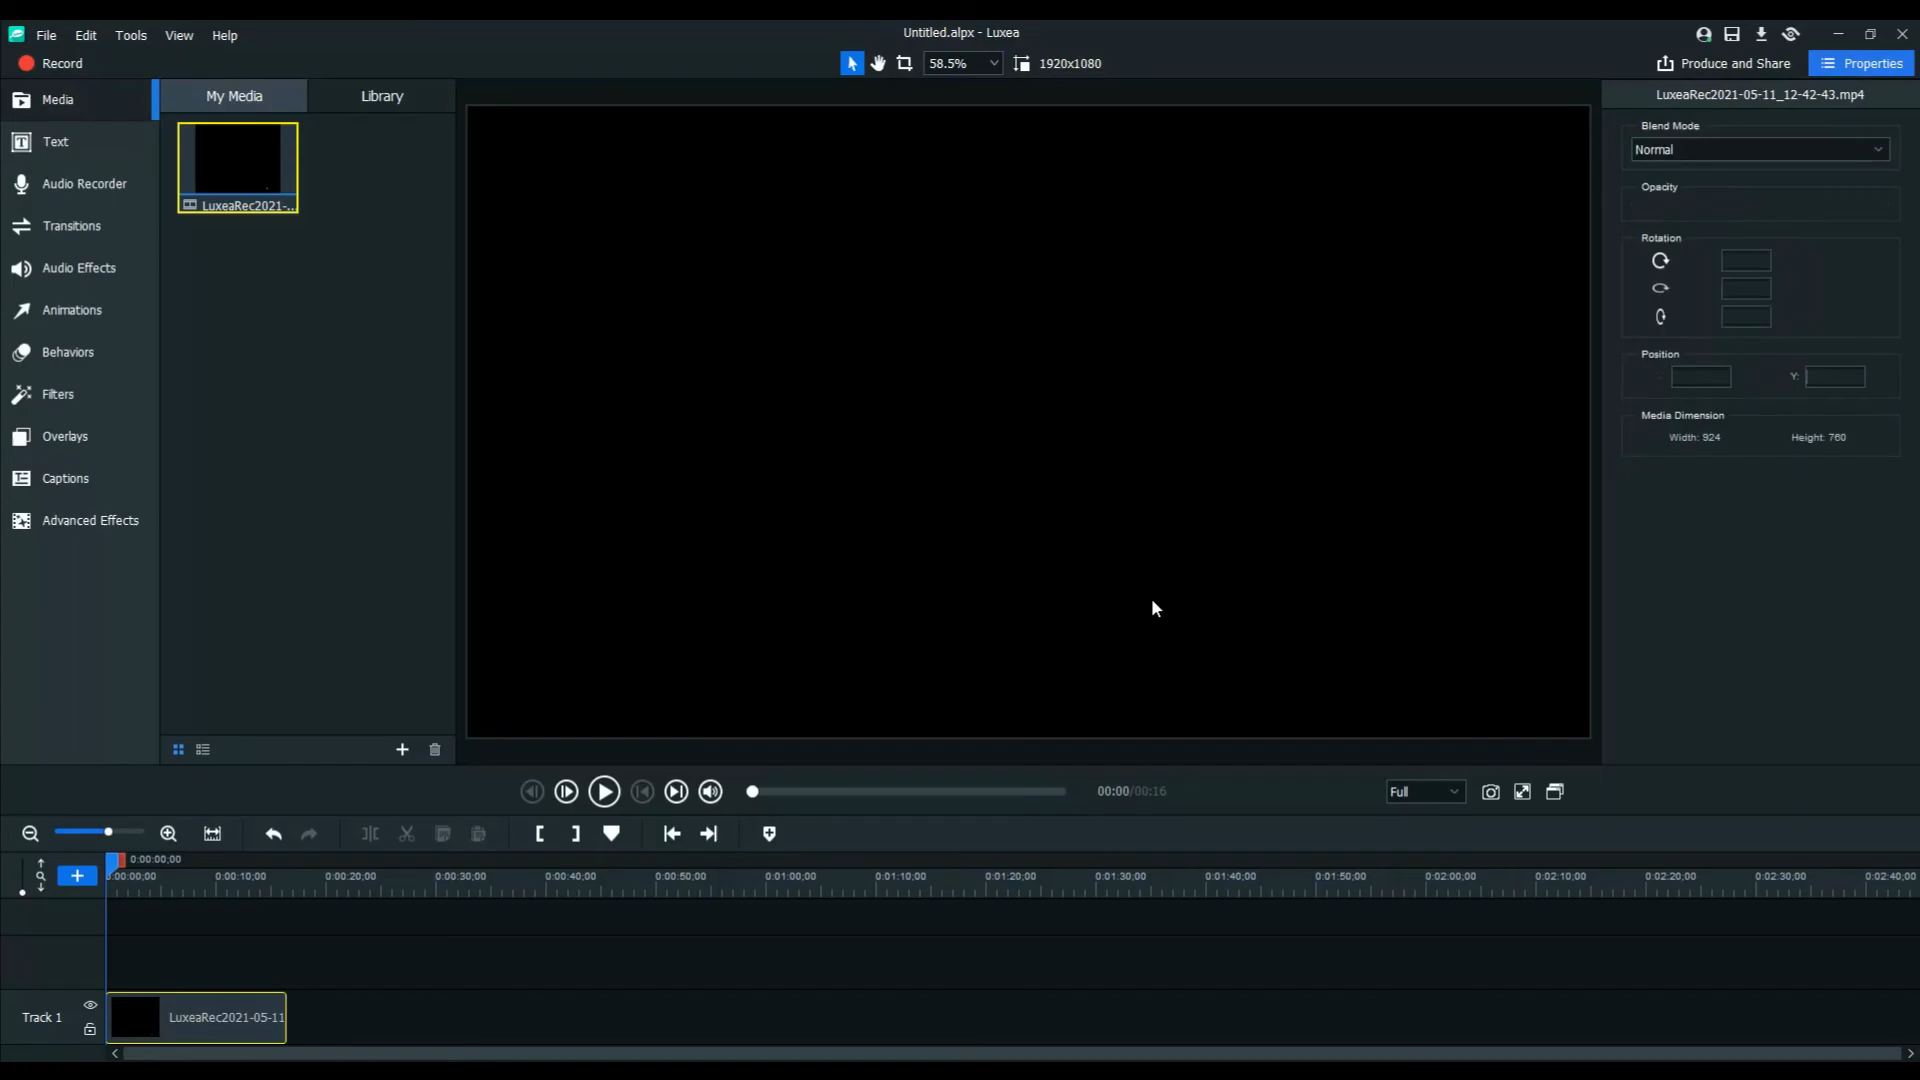 Untitled.alpx - Luxea
File Edit Tools View Help
Record
58.5%
1920x1080
Produce and Share
Properties
Media
Text
Audio Recorder
Transitions
Audio Effects
Animations
Behaviors
Filters
Overlays
Captions
Advanced Effects
My Media
Library
LuxeaRec2021-...
LuxeaRec2021-05-11_12-42-43.mp4
Blend Mode
Normal
Opacity
Rotation
Position
Y:
Media Dimension
Width: 924
Height: 760
00:00/00:16
Full
0:00:00;00
0:00:00;00 0:00:10;00 0:00:20;00 0:00:30;00 0:00:40;00 0:00:50;00 0:01:00;00 0:01:10;00 0:01:20;00 0:01:30;00 0:01:40;00 0:01:50;00 0:02:00;00 0:02:10;00 0:02:20;00 0:02:30;00 0:02:40;00
Track 1
LuxeaRec2021-05-11